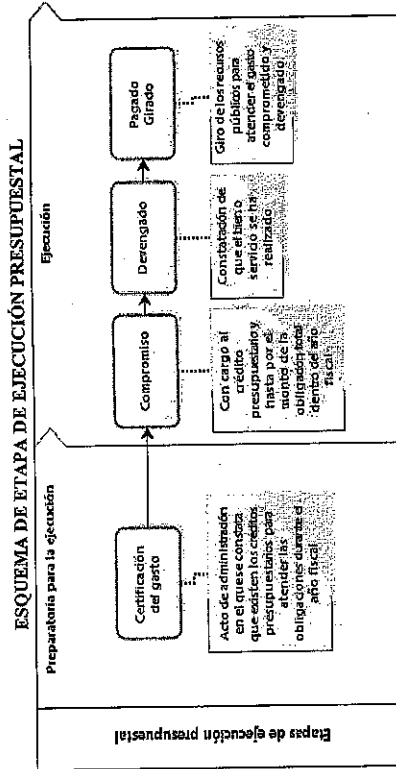 ESQUEMA DE ETAPA DE EJECUCIÓN PRESUPUESTAL
Etapas de ejecución presupuestal
Preparatoria para la ejecución
Ejecución
Certificación
del gasto
Compromiso
Devengado
Pagado
Girado
Acto de administración
en el que se constata
que existen los créditos
presupuestarios para
atender las
obligaciones durante el
año fiscal
Con cargo al
crédito
presupuestario y
hasta por el
monto de la
obligación total
dentro del año
fiscal
Constatación de
que el bien o
servicio se ha
realizado
Giro de los recursos
públicos para
atender el gasto
comprometido y
devengado